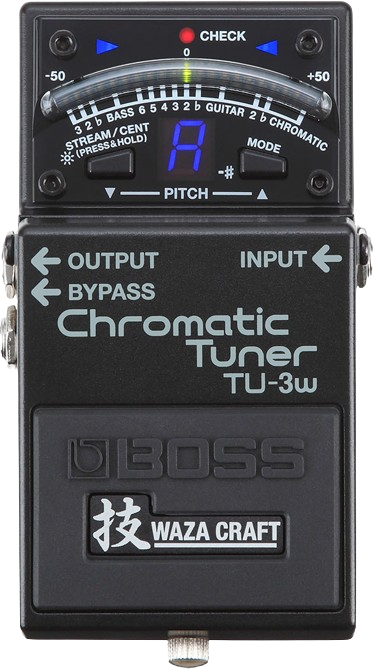 CHECK
-50 0 +50
3 2 ♭ BASS 6 5 4 3 2 ♭ GUITAR 2 ♭ CHROMATIC
STREAM/CENT
(PRESS&HOLD)
A
MODE
-♯
▼ PITCH ▲
← OUTPUT INPUT ←
← BYPASS
Chromatic
Tuner
TU-3w
BOSS
技 WAZA CRAFT